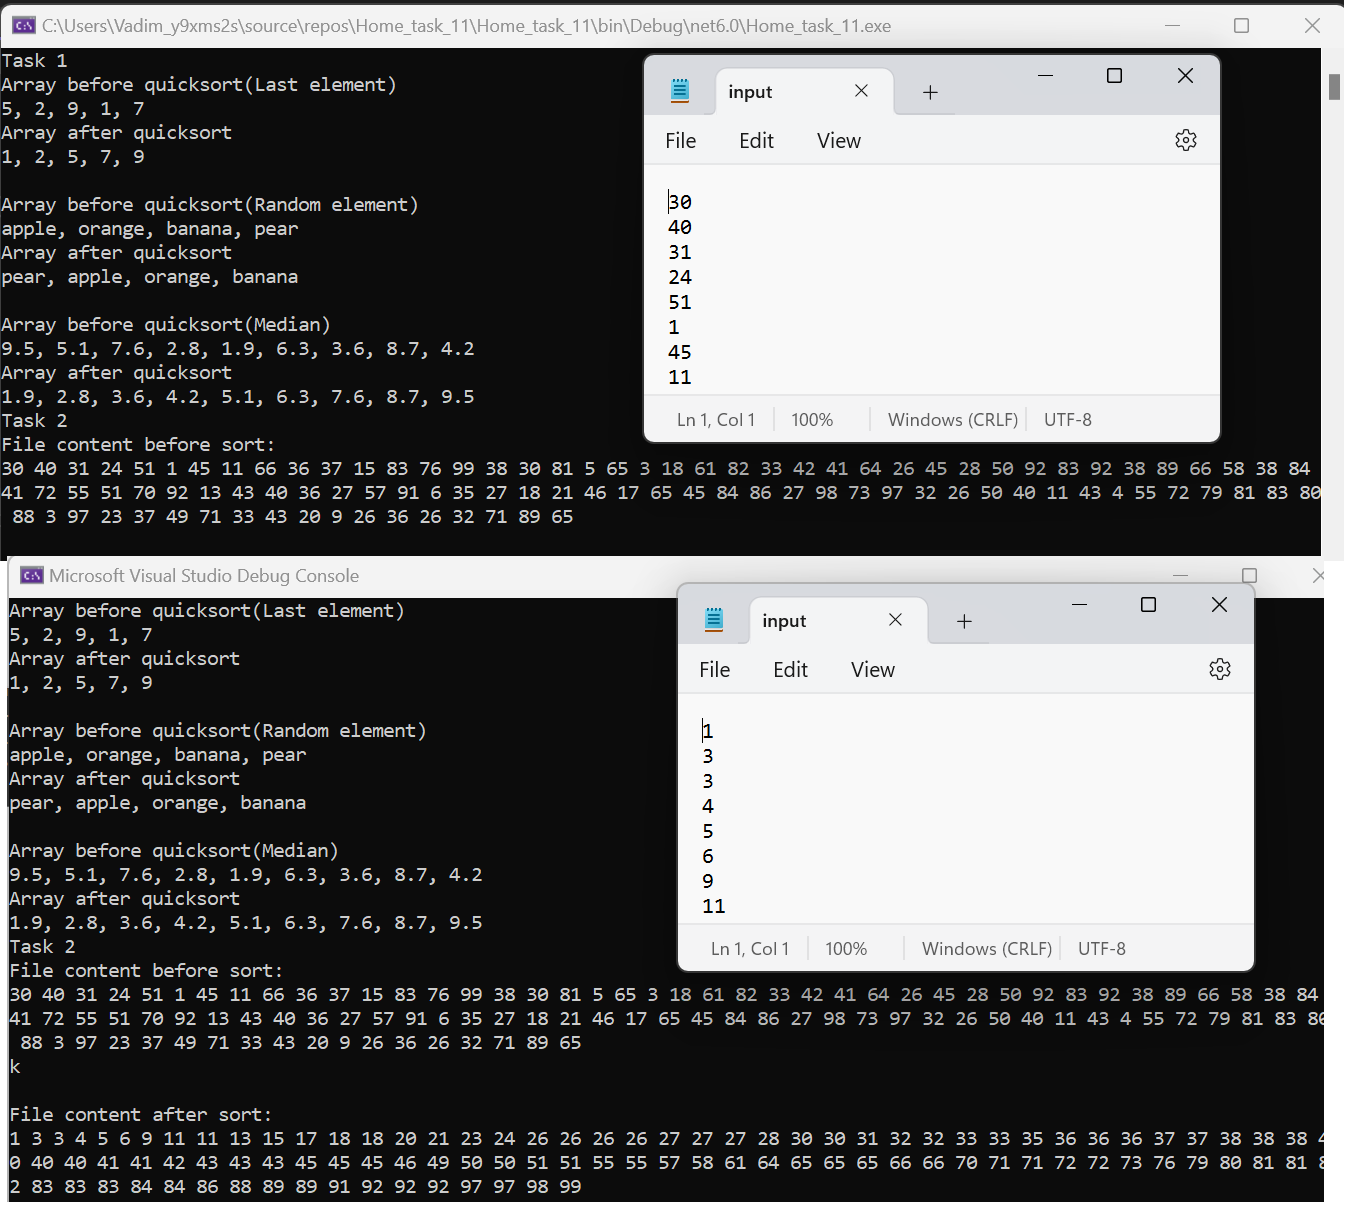 C:\Users\Vadim_y9xms2s\source\repos\Home_task_11\Home_task_11\bin\Debug\net6.0\Home_task_11.exe
Task 1
Array before quicksort(Last element)
5, 2, 9, 1, 7
Array after quicksort
1, 2, 5, 7, 9
Array before quicksort(Random element)
apple, orange, banana, pear
Array after quicksort
pear, apple, orange, banana
Array before quicksort(Median)
9.5, 5.1, 7.6, 2.8, 1.9, 6.3, 3.6, 8.7, 4.2
Array after quicksort
1.9, 2.8, 3.6, 4.2, 5.1, 6.3, 7.6, 8.7, 9.5
Task 2
File content before sort:
30 40 31 24 51 1 45 11 66 36 37 15 83 76 99 38 30 81 5 65 3 18 61 82 33 42 41 64 26 45 28 50 92 83 92 38 89 66 58 38 84
41 72 55 51 70 92 13 43 40 36 27 57 91 6 35 27 18 21 46 17 65 45 84 86 27 98 73 97 32 26 50 40 11 43 4 55 72 79 81 83 80
88 3 97 23 37 49 71 33 43 20 9 26 36 26 32 71 89 65
input
File Edit View
30
40
31
24
51
1
45
11
Ln 1, Col 1 100% Windows (CRLF) UTF-8
Microsoft Visual Studio Debug Console
Array before quicksort(Last element)
5, 2, 9, 1, 7
Array after quicksort
1, 2, 5, 7, 9
Array before quicksort(Random element)
apple, orange, banana, pear
Array after quicksort
pear, apple, orange, banana
Array before quicksort(Median)
9.5, 5.1, 7.6, 2.8, 1.9, 6.3, 3.6, 8.7, 4.2
Array after quicksort
1.9, 2.8, 3.6, 4.2, 5.1, 6.3, 7.6, 8.7, 9.5
Task 2
File content before sort:
30 40 31 24 51 1 45 11 66 36 37 15 83 76 99 38 30 81 5 65 3 18 61 82 33 42 41 64 26 45 28 50 92 83 92 38 89 66 58 38 84
41 72 55 51 70 92 13 43 40 36 27 57 91 6 35 27 18 21 46 17 65 45 84 86 27 98 73 97 32 26 50 40 11 43 4 55 72 79 81 83 80
88 3 97 23 37 49 71 33 43 20 9 26 36 26 32 71 89 65
k
File content after sort:
1 3 3 4 5 6 9 11 11 13 15 17 18 18 20 21 23 24 26 26 26 26 27 27 27 28 30 30 31 32 32 33 33 35 36 36 36 37 37 38 38 38 4
0 40 40 41 41 42 43 43 43 45 45 45 46 49 50 50 51 51 55 55 57 58 61 64 65 65 65 66 66 70 71 71 72 72 73 76 79 80 81 81 8
2 83 83 83 84 84 86 88 89 89 91 92 92 92 97 97 98 99
input
File Edit View
1
3
3
4
5
6
9
11
Ln 1, Col 1 100% Windows (CRLF) UTF-8